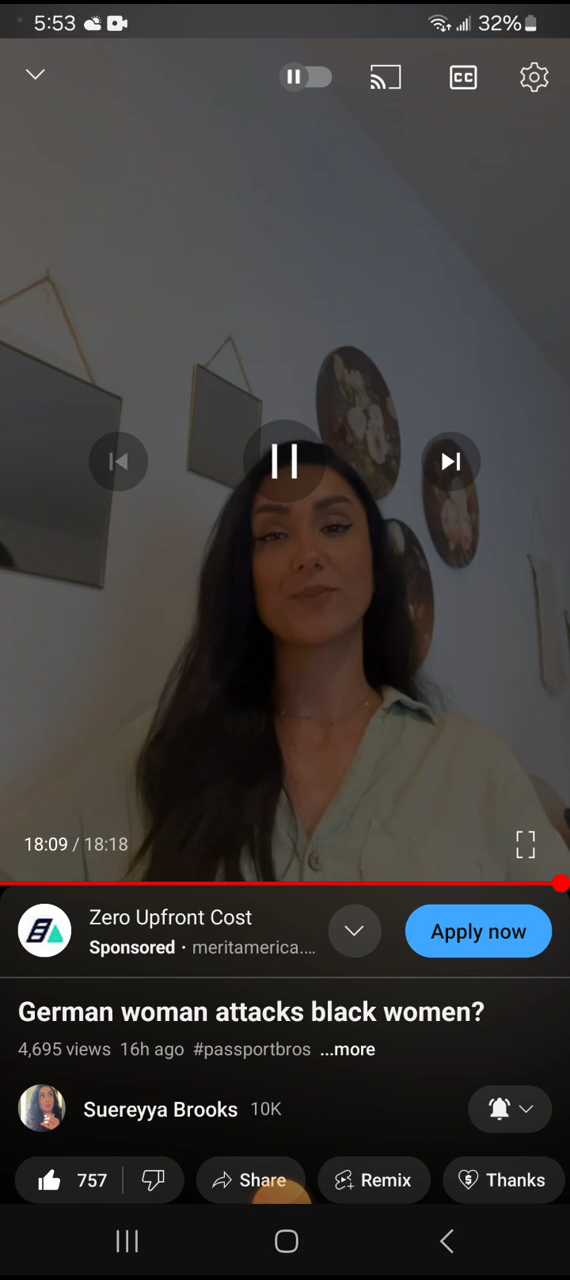 5:53 32%
CC
18:09 / 18:18
Zero Upfront Cost
Sponsored · meritamerica....
Apply now
German woman attacks black women?
4,695 views 16h ago #passportbros ...more
Suereyya Brooks 10K
757 Share Remix Thanks